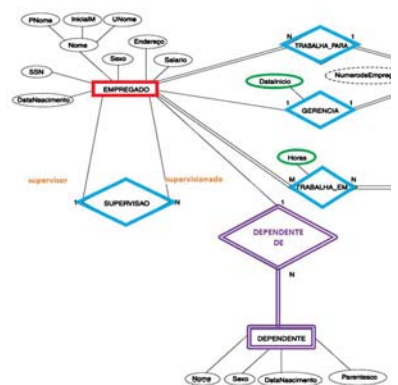 PNome
InicialM
UNome
Nome
Endereço
Sexo
Salario
SSN
DataNascimento
EMPREGADO
N
TRABALHA_PARA
1
DataInicio
NumerodeEmpreg
1
GERENCIA
1
Horas
M
TRABALHA_EM
N
supervisor
supervisionado
1
SUPERVISAO
N
1
DEPENDENTE
DE
N
DEPENDENTE
Nome
Sexo
DataNascimento
Parentesco